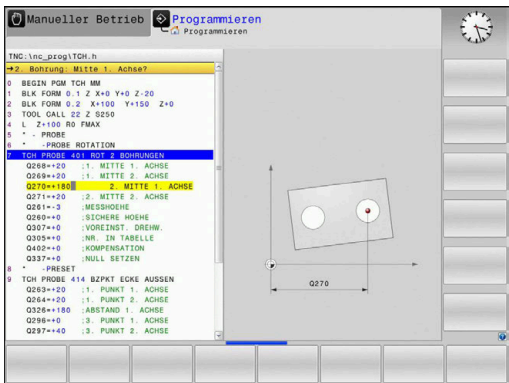 Manueller Betrieb
Programmieren
Programmieren
TNC:\nc_prog\TCH.h
→2. Bohrung: Mitte 1. Achse?
0 BEGIN PGM TCH MM
1 BLK FORM 0.1 Z X+0 Y+0 Z-20
2 BLK FORM 0.2 X+100 Y+150 Z+0
3 TOOL CALL 22 Z S250
4 L Z+100 R0 FMAX
5 * - PROBE
6 * -PROBE ROTATION
7 TCH PROBE 401 ROT 2 BOHRUNGEN
Q268=+20 ;1. MITTE 1. ACHSE
Q269=+20 ;1. MITTE 2. ACHSE
Q270=+180 2. MITTE 1. ACHSE
Q271=+20 ;2. MITTE 2. ACHSE
Q261=-3 ;MESSHOEHE
Q260=+0 ;SICHERE HOEHE
Q307=+0 ;VOREINST. DREHW.
Q305=+0 ;NR. IN TABELLE
Q402=+0 ;KOMPENSATION
Q337=+0 ;NULL SETZEN
8 * -PRESET
9 TCH PROBE 414 BZPKT ECKE AUSSEN
Q263=+20 ;1. PUNKT 1. ACHSE
Q264=+20 ;1. PUNKT 2. ACHSE
Q326=+180 ;ABSTAND 1. ACHSE
Q296=+0 ;3. PUNKT 1. ACHSE
Q297=+40 ;3. PUNKT 2. ACHSE
Q270